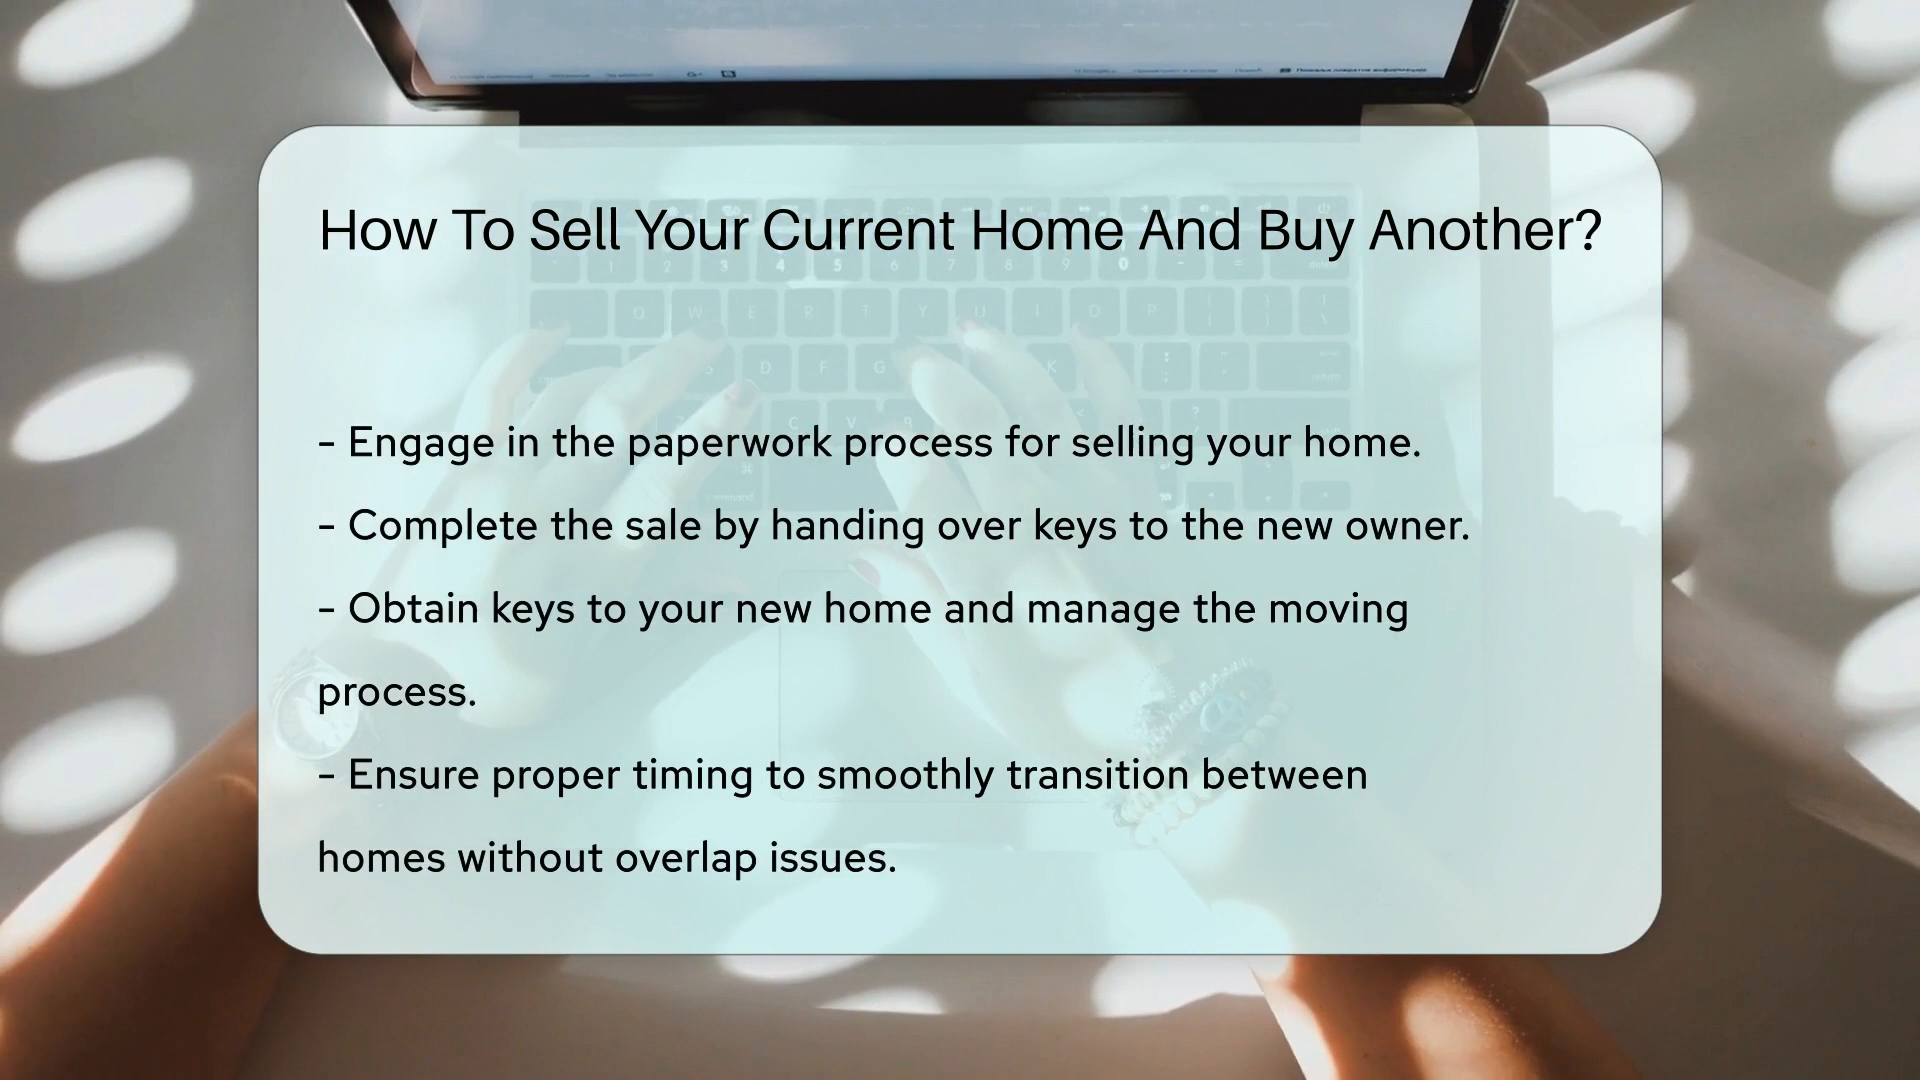 How To Sell Your Current Home And Buy Another?
- Engage in the paperwork process for selling your home.
- Complete the sale by handing over keys to the new owner.
- Obtain keys to your new home and manage the moving
process.
- Ensure proper timing to smoothly transition between
homes without overlap issues.